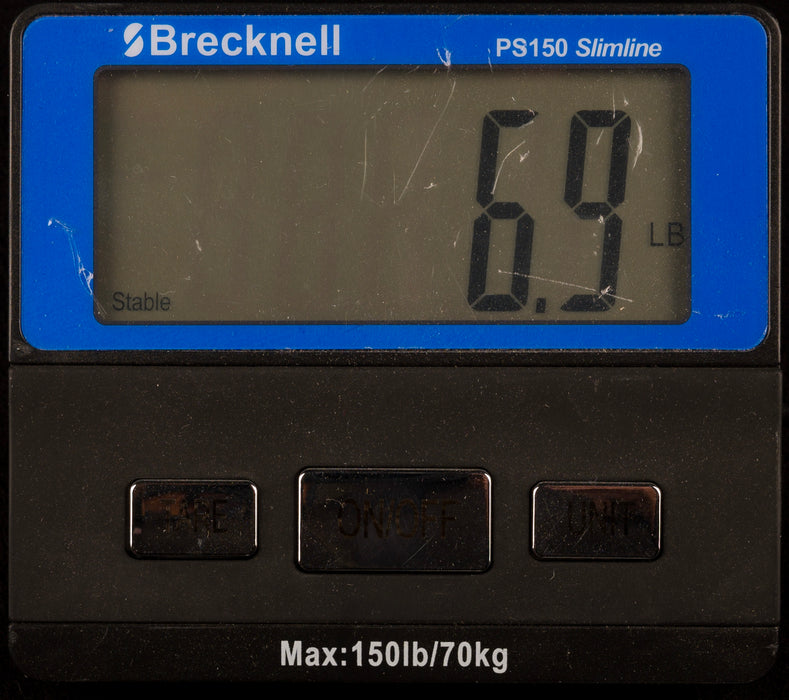 Brecknell
PS150 Slimline
6.9 LB
Stable
TARE ON/OFF UNIT
Max:150lb/70kg